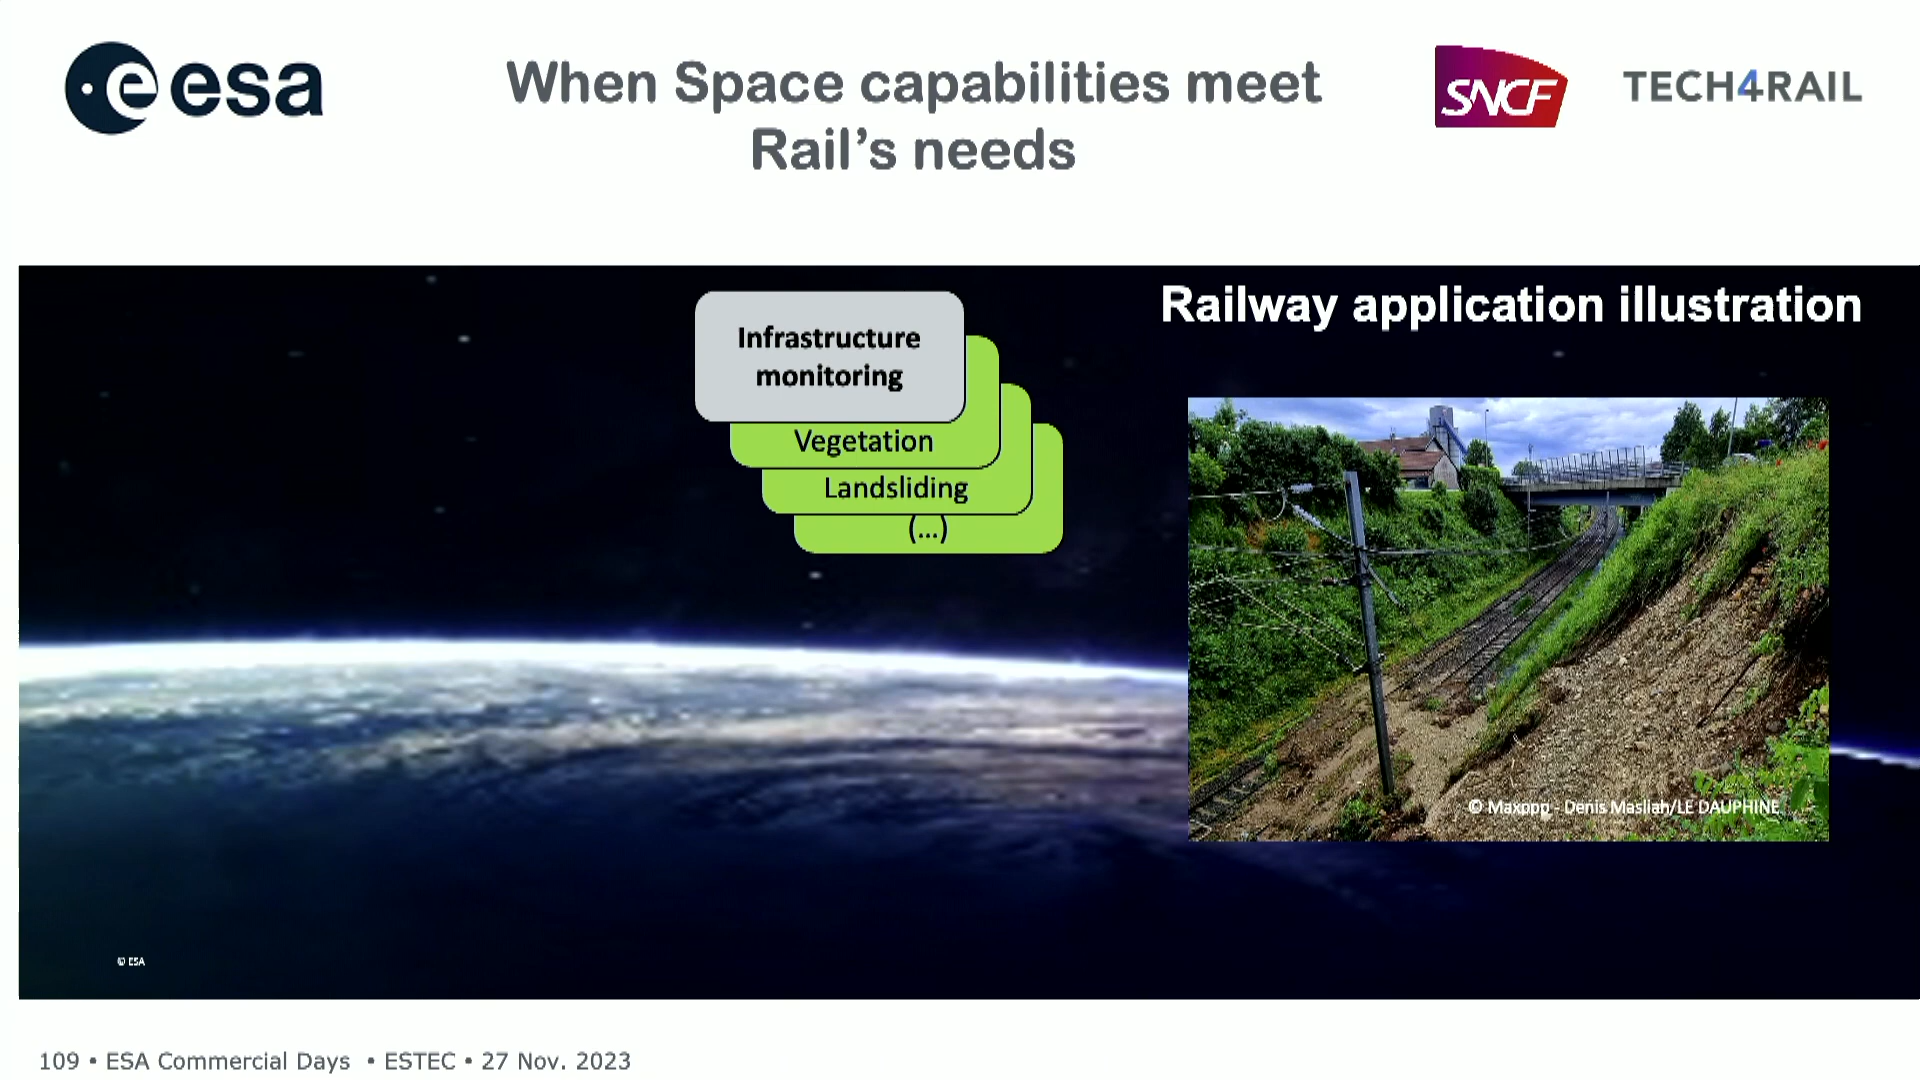 esa
When Space capabilities meet
Rail’s needs
SNCF
TECH4RAIL
Railway application illustration
Infrastructure
monitoring
Vegetation
Landsliding
(...)
© Maxppp - Denis Masliah/LE DAUPHINE
© ESA
109 • ESA Commercial Days • ESTEC • 27 Nov. 2023